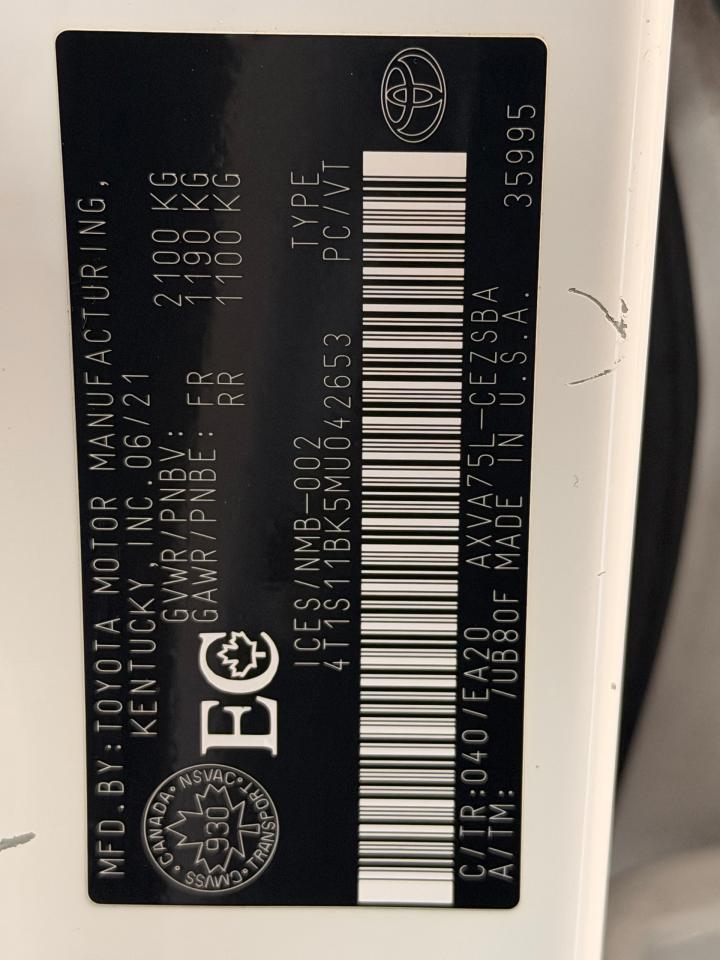 MFD.BY:TOYOTA MOTOR MANUFACTURING,
KENTUCKY,INC.06/21
GVWR/PNBV: 2100 KG
GAWR/PNBE: FR 1190 KG
RR 1100 KG
CANADA • NSVAC • TRANSPORT • CMVSS •
930
EC
ICES/NMB-002 TYPE
4T1S11BK5MU042653 PC/VT
C/TR:040/EA20 AXVA75L-CEZSBA
A/TM: /UB80F MADE IN U.S.A. 35995